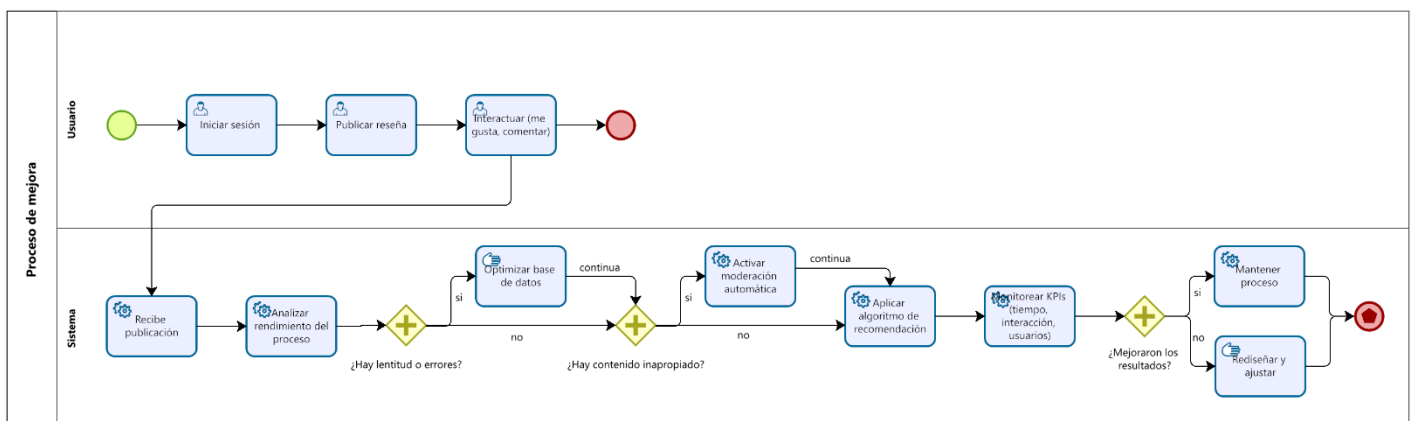 Proceso de mejora
Usuario
Iniciar sesión
Publicar reseña
Interactuar (me
gusta, comentar)
Sistema
Recibe
publicación
Analizar
rendimiento del
proceso
¿Hay lentitud o errores?
si
no
Optimizar base
de datos
continua
¿Hay contenido inapropiado?
si
no
Activar
moderación
automática
continua
Aplicar
algoritmo de
recomendación
Monitorear KPIs
(tiempo,
interacción,
usuarios)
¿Mejoraron los
resultados?
si
no
Mantener
proceso
Rediseñar y
ajustar